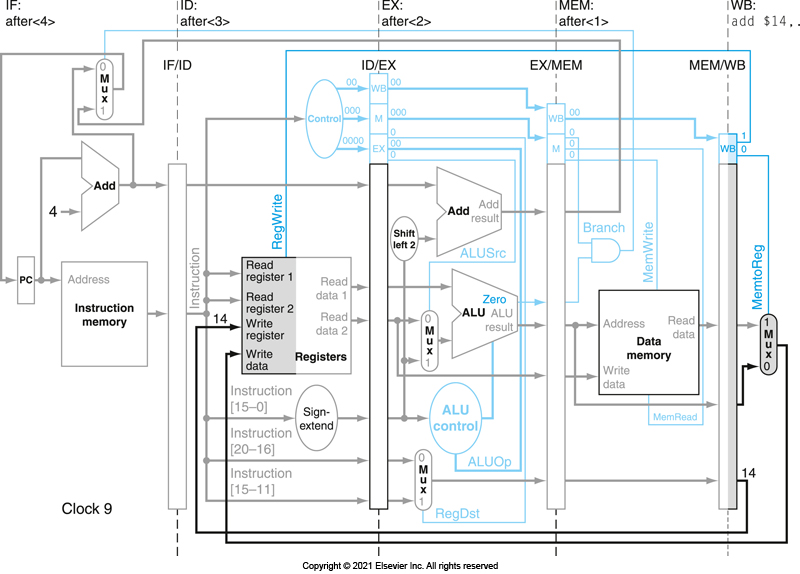 IF: ID: EX: MEM: WB:
after<4> after<3> after<2> after<1> add $14,.
IF/ID ID/EX EX/MEM MEM/WB
0
M
u
x
1
Control
00 WB 00
000 M 000
0000 EX 0
0
0
WB
M
0
0
0
WB 1
0
Add
4
RegWrite
Shift
left 2
Add Add
result
ALUSrc
Branch
MemWrite
MemtoReg
PC
Address
Instruction
memory
Instruction
Read
register 1
Read
register 2
Write
register
Write
data
Read
data 1
Read
data 2
Registers
14
0
M
u
x
1
Zero
ALU ALU
result
Address
Read
data
Data
memory
Write
data
1
M
u
x
0
MemRead
Instruction
[15–0]
Sign-
extend
ALU
control
Instruction
[20–16]
ALUOp
Instruction
[15–11]
0
M
u
x
1
RegDst
14
Clock 9
Copyright © 2021 Elsevier Inc. All rights reserved